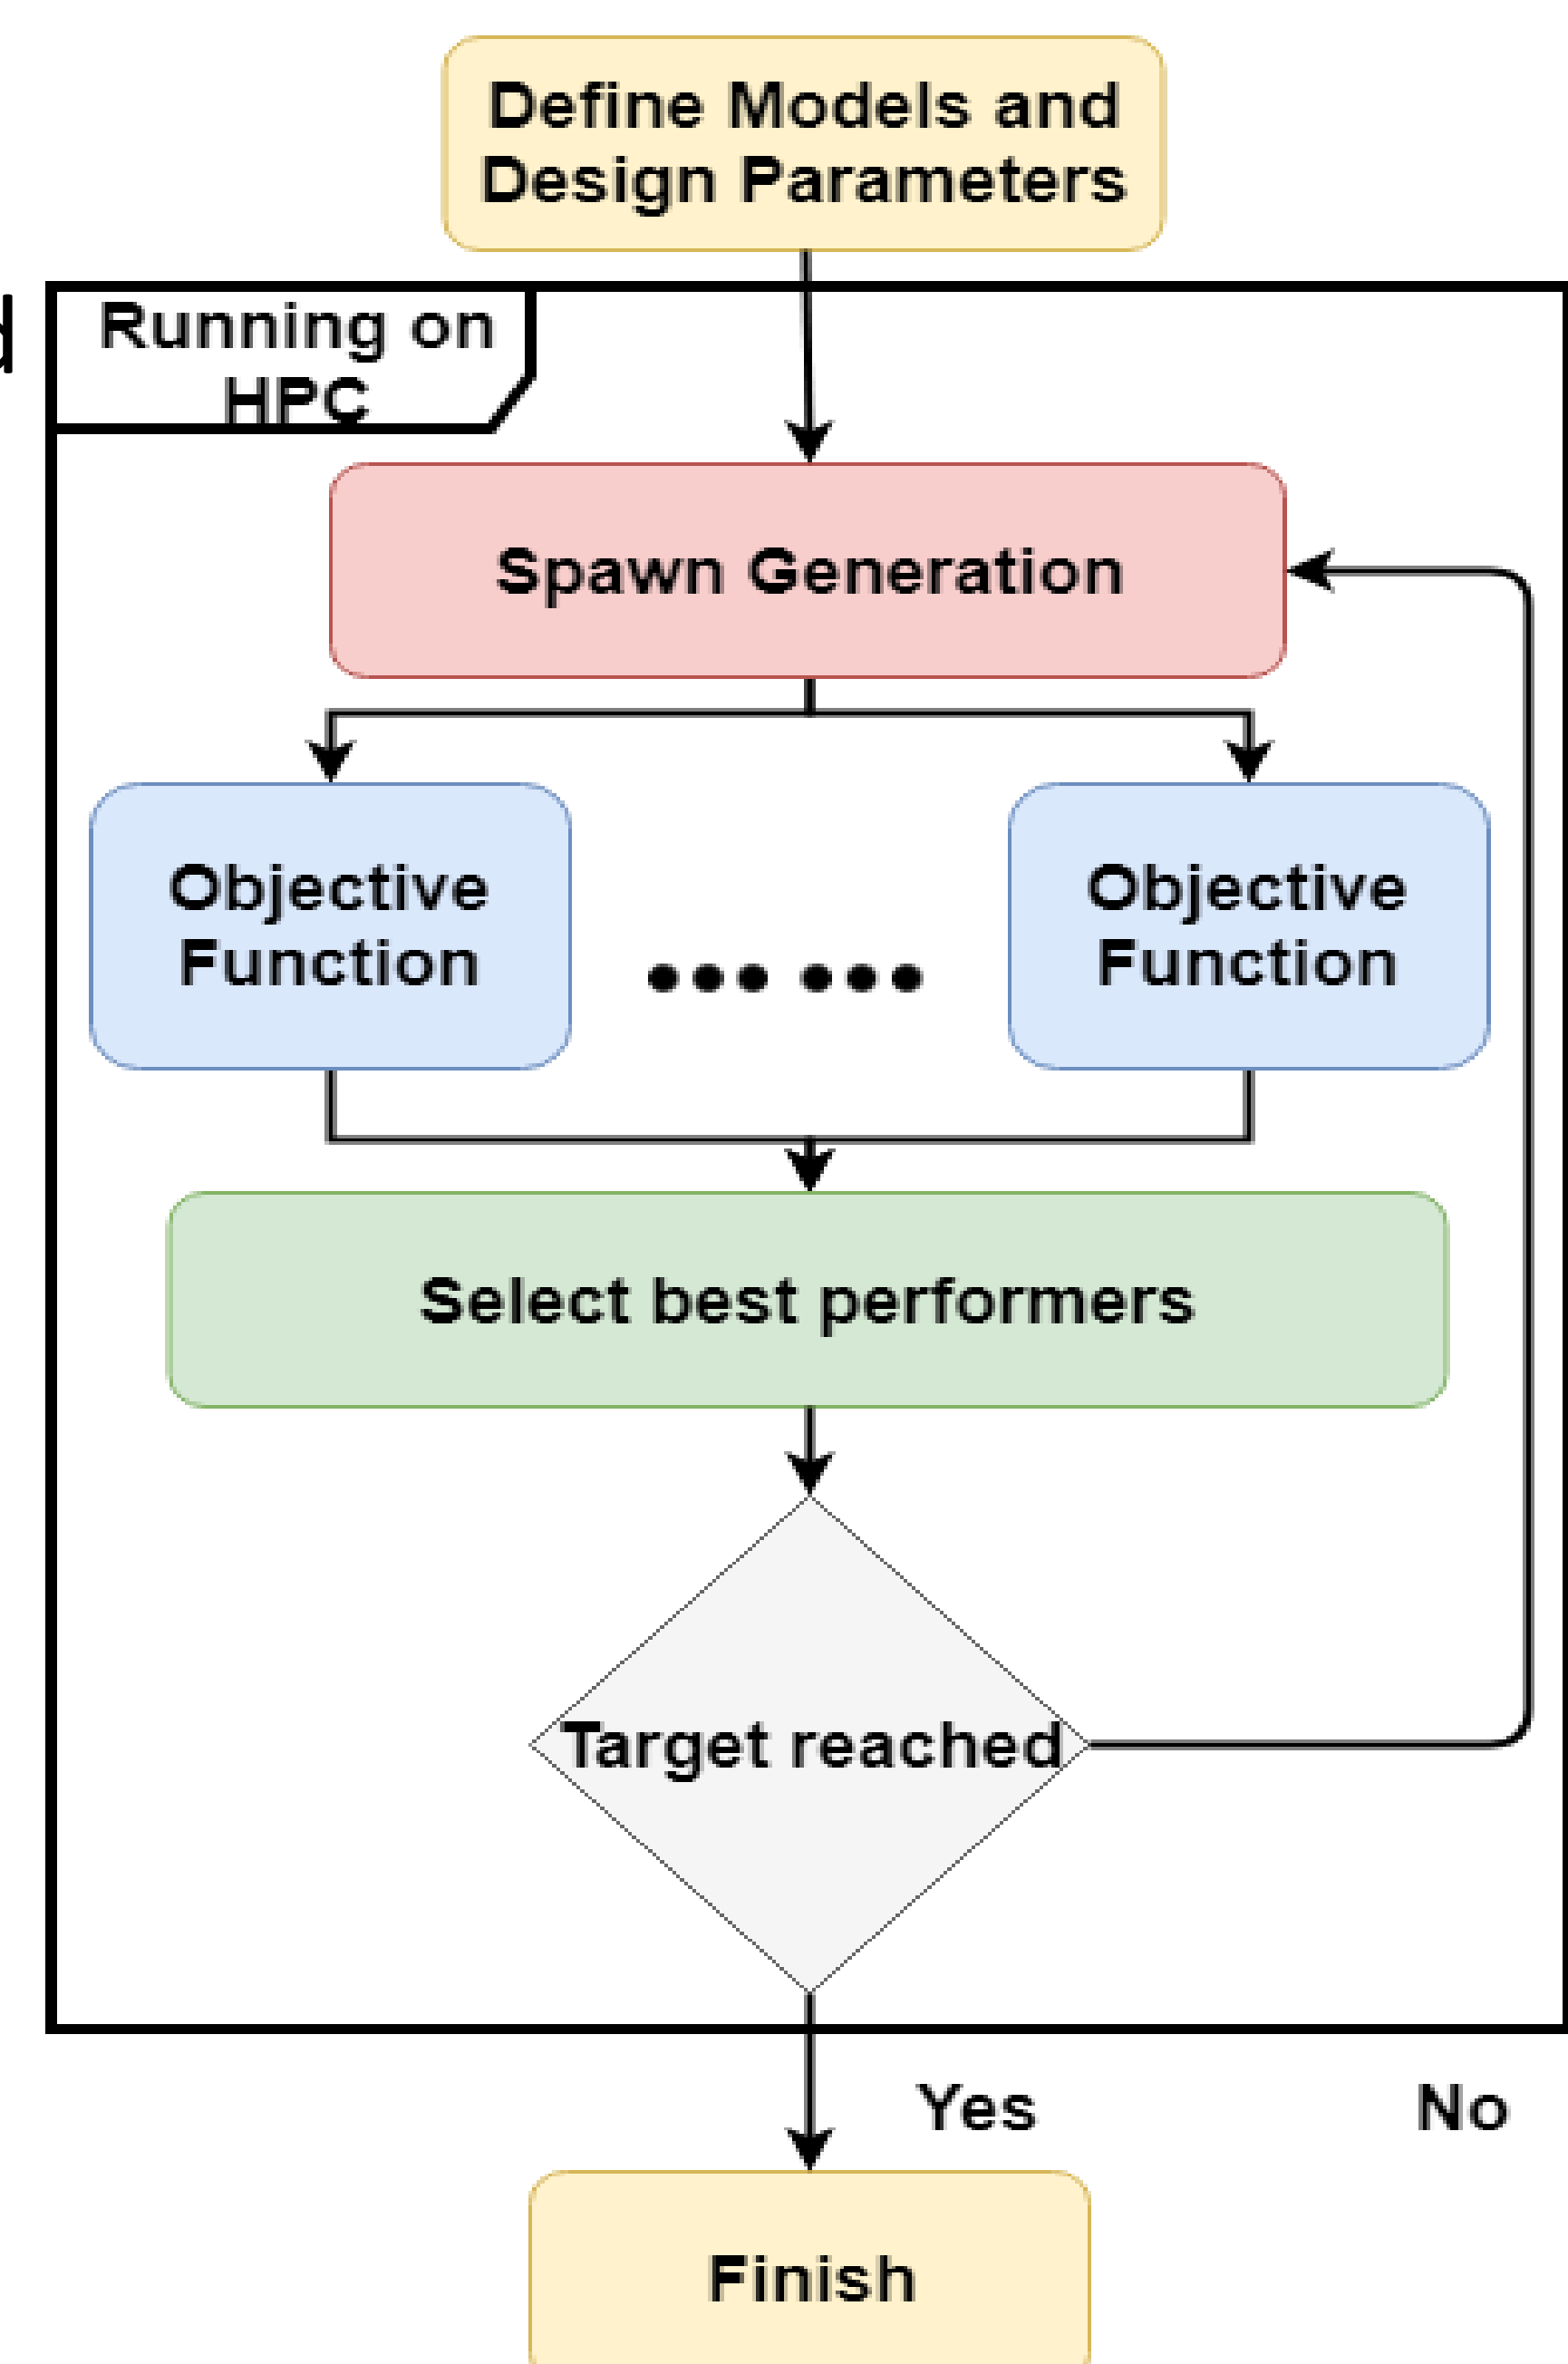 Define Models and
Design Parameters
Running on
HPC
d
Spawn Generation
Objective
Function
Objective
Function
Select best performers
Target reached
Yes
No
Finish